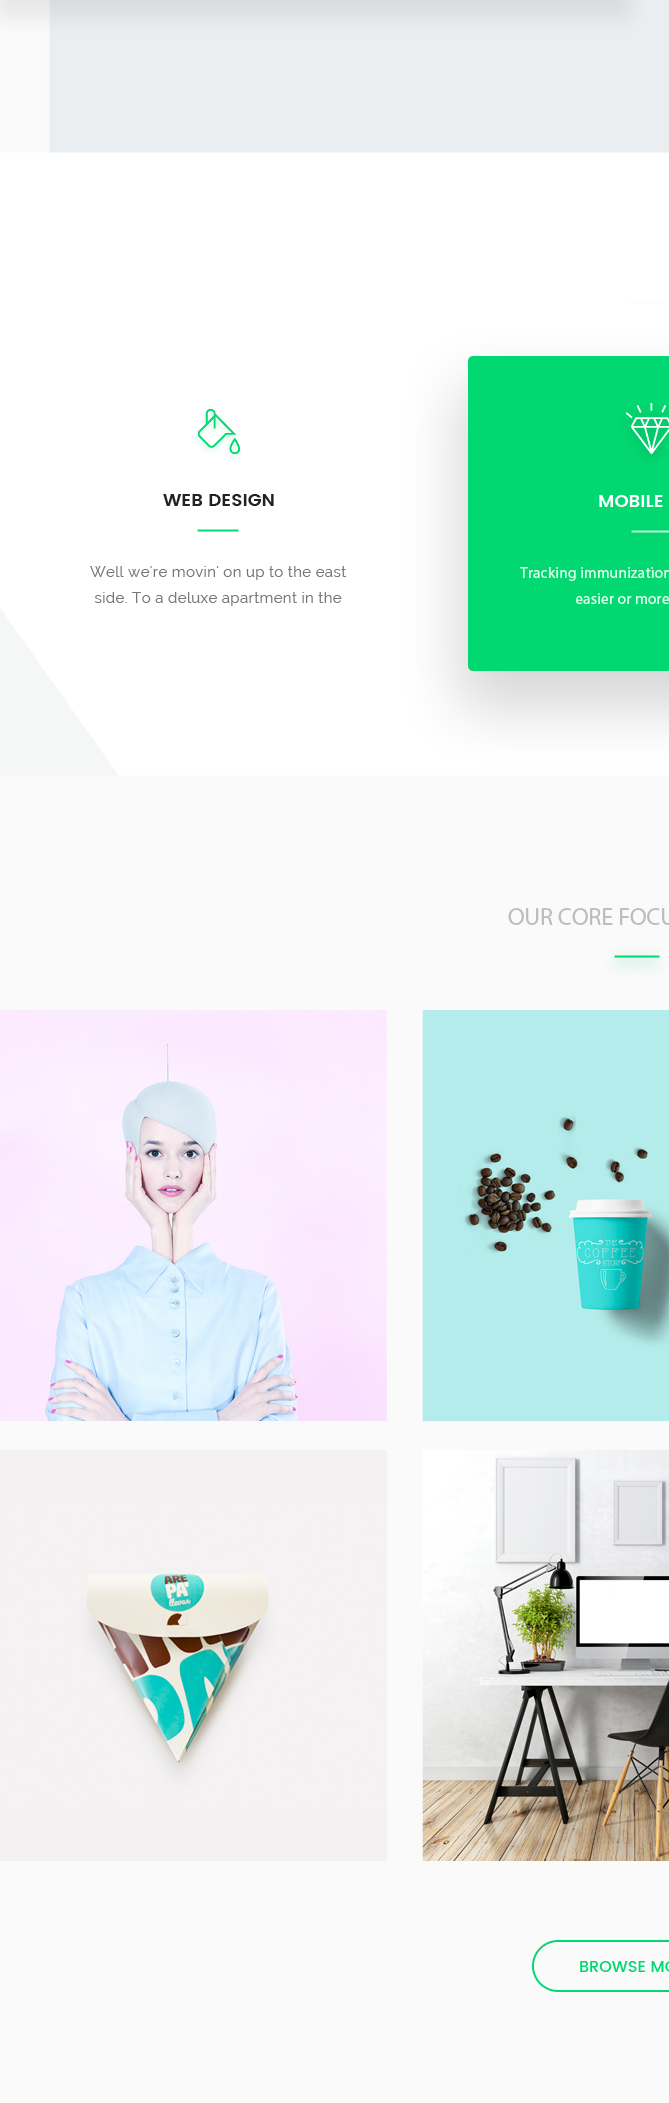 WEB DESIGN
Well we're movin' on up to the east
side. To a deluxe apartment in the
MOBILE
Tracking immunization
easier or more
OUR CORE FOCU
THE
COFFEE
STORY
ARE
PA
llevar
BROWSE MO